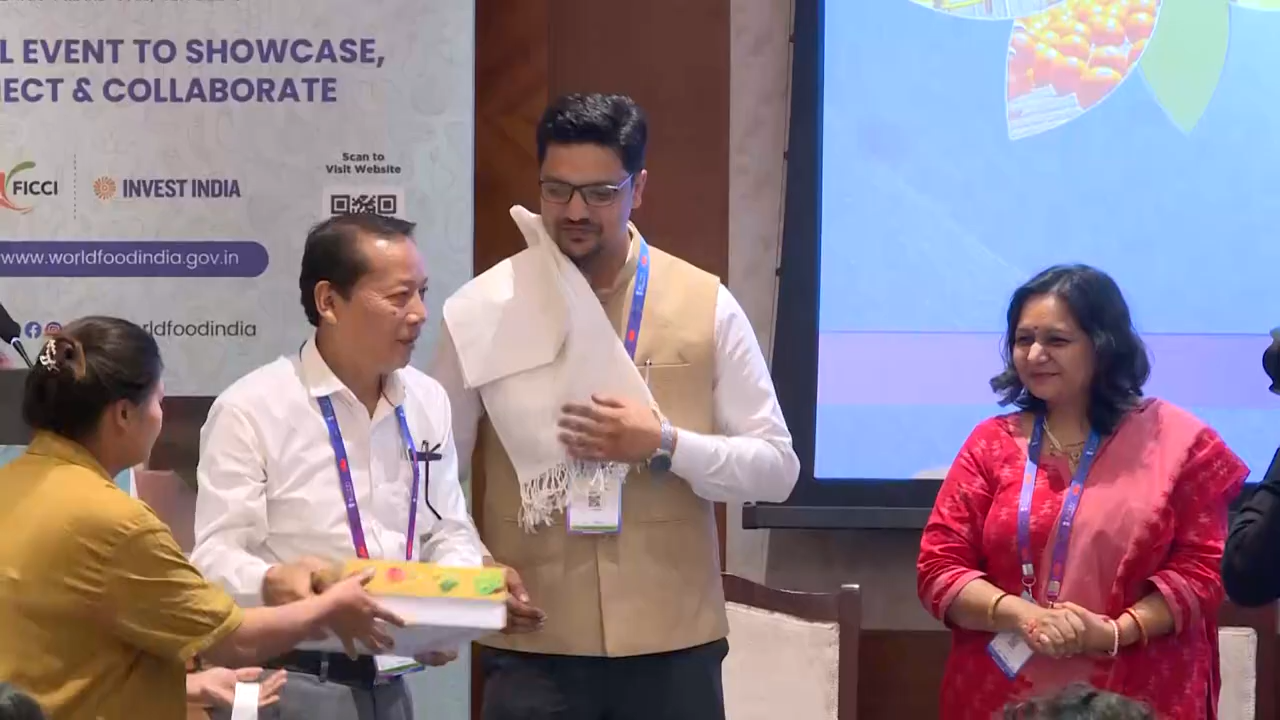 L EVENT TO SHOWCASE,
ECT & COLLABORATE
Scan to
Visit Website
FICCI
INVEST INDIA
www.worldfoodindia.gov.in
rldfoodindia